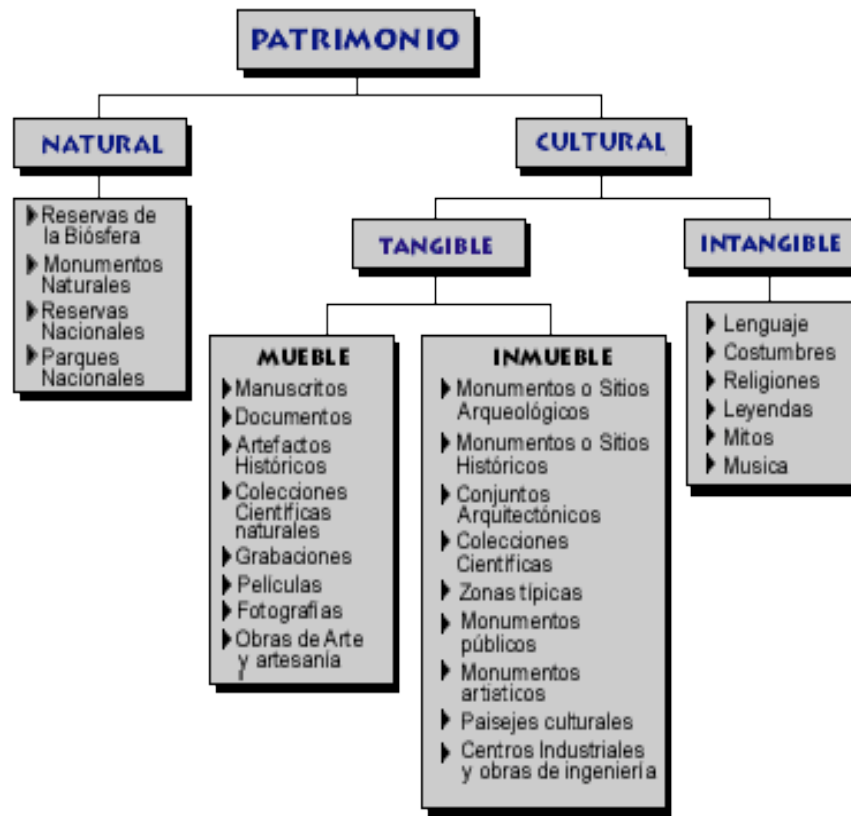 PATRIMONIO
NATURAL
Reservas de
la Biósfera
Monumentos
Naturales
Reservas
Nacionales
Parques
Nacionales
CULTURAL
TANGIBLE
MUEBLE
Manuscritos
Documentos
Artefactos
Históricos
Colecciones
Científicas
naturales
Grabaciones
Películas
Fotografías
Obras de Arte
y artesanía
INMUEBLE
Monumentos o Sitios
Arqueológicos
Monumentos o Sitios
Históricos
Conjuntos
Arquitectónicos
Colecciones
Científicas
Zonas típicas
Monumentos
públicos
Monumentos
artisticos
Paisejes culturales
Centros Industriales
y obras de ingeniería
INTANGIBLE
Lenguaje
Costumbres
Religiones
Leyendas
Mitos
Musica